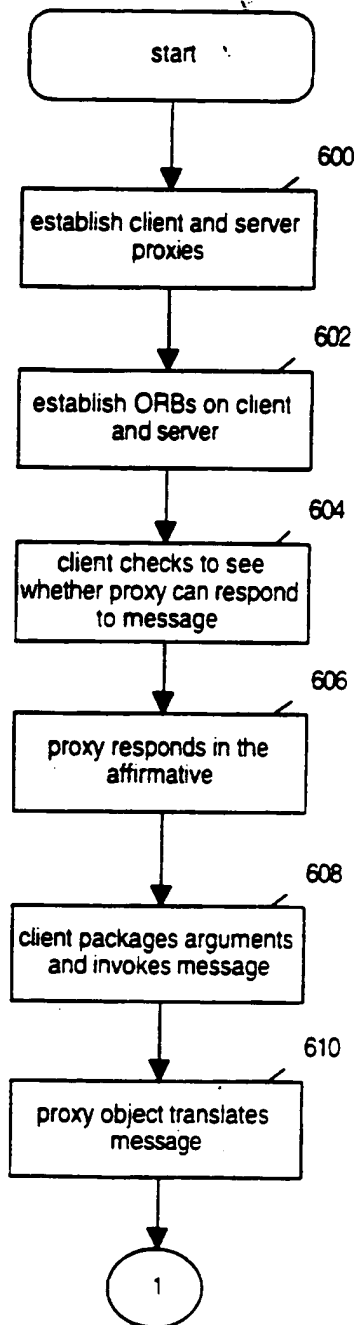 start
600
establish client and server
proxies
602
establish ORBs on client
and server
604
client checks to see
whether proxy can respond
to message
606
proxy responds in the
affirmative
608
client packages arguments
and invokes message
610
proxy object translates
message
1